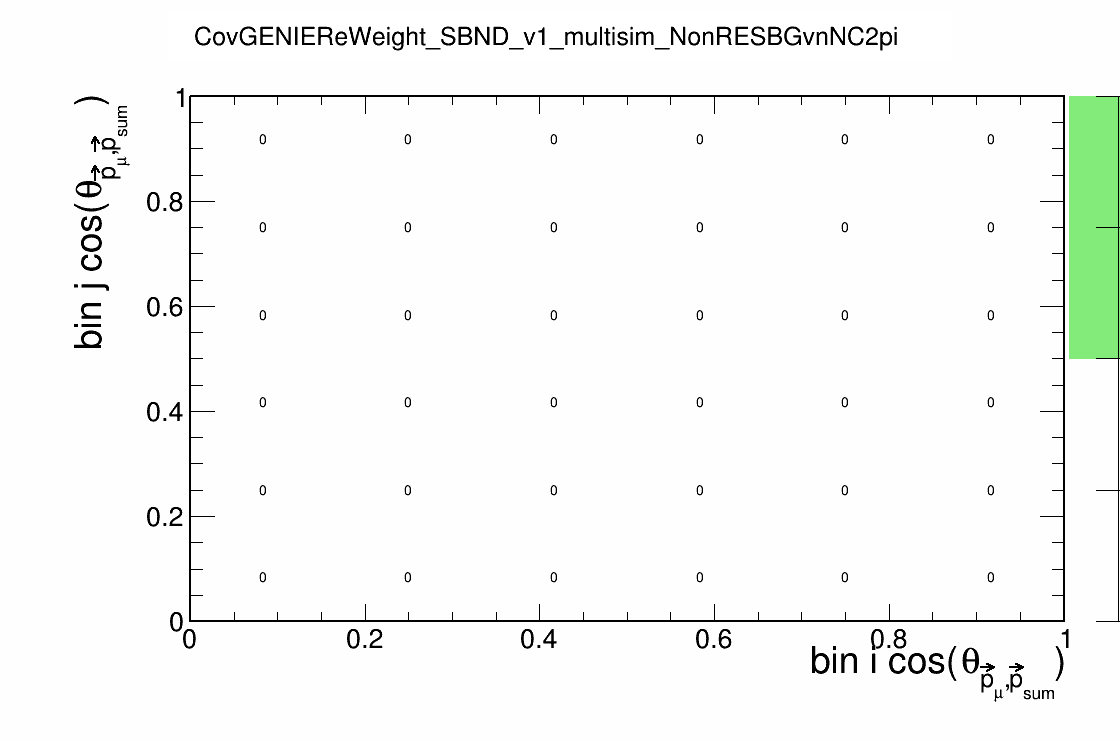 CovGENIEReWeight_SBND_v1_multisim_NonRESBGvnNC2pi
bin j cos(θ p⃗μ,p⃗sum)
1
0 0 0 0 0 0
0.8
0 0 0 0 0 0
0.6
0 0 0 0 0 0
0.4
0 0 0 0 0 0
0.2
0 0 0 0 0 0
0 0 0 0 0 0
0
0 0.2 0.4 0.6 0.8 1
bin i cos(θ p⃗μ,p⃗sum)